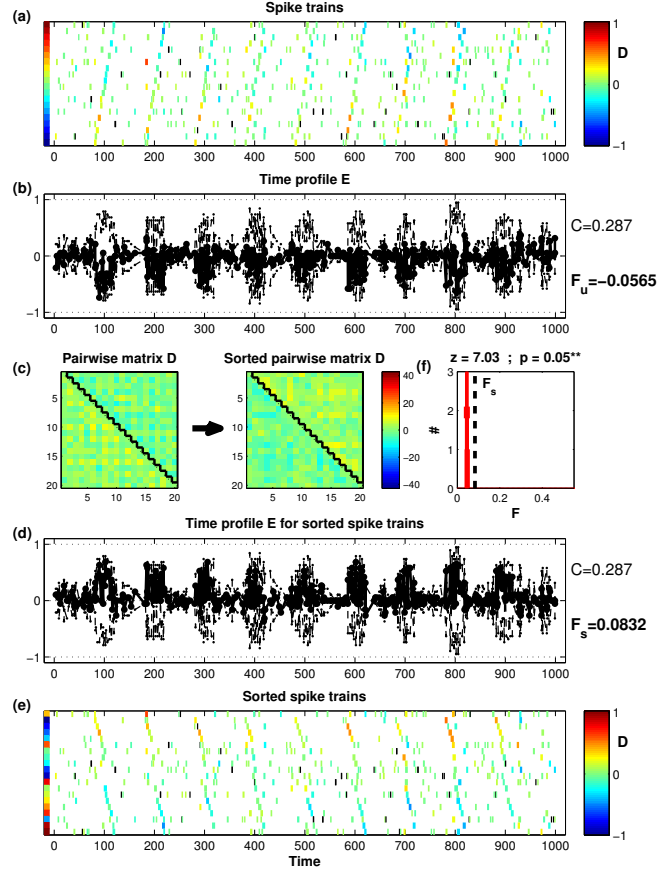 (a)
Spike trains
1
D
0
−1
0 100 200 300 400 500 600 700 800 900 1000
(b)
Time profile E
1
0
−1
C=0.287
F_u=−0.0565
0 100 200 300 400 500 600 700 800 900 1000
(c)
Pairwise matrix D
5
10
15
20
5 10 15 20
Sorted pairwise matrix D
5
10
15
20
5 10 15 20
40
20
0
−20
−40
(f)
z = 7.03 ; p = 0.05**
3
2
1
0
#
F_s
0 0.5
F
(d)
Time profile E for sorted spike trains
1
0
−1
C=0.287
F_s=0.0832
0 100 200 300 400 500 600 700 800 900 1000
(e)
Sorted spike trains
1
D
0
−1
0 100 200 300 400 500 600 700 800 900 1000
Time